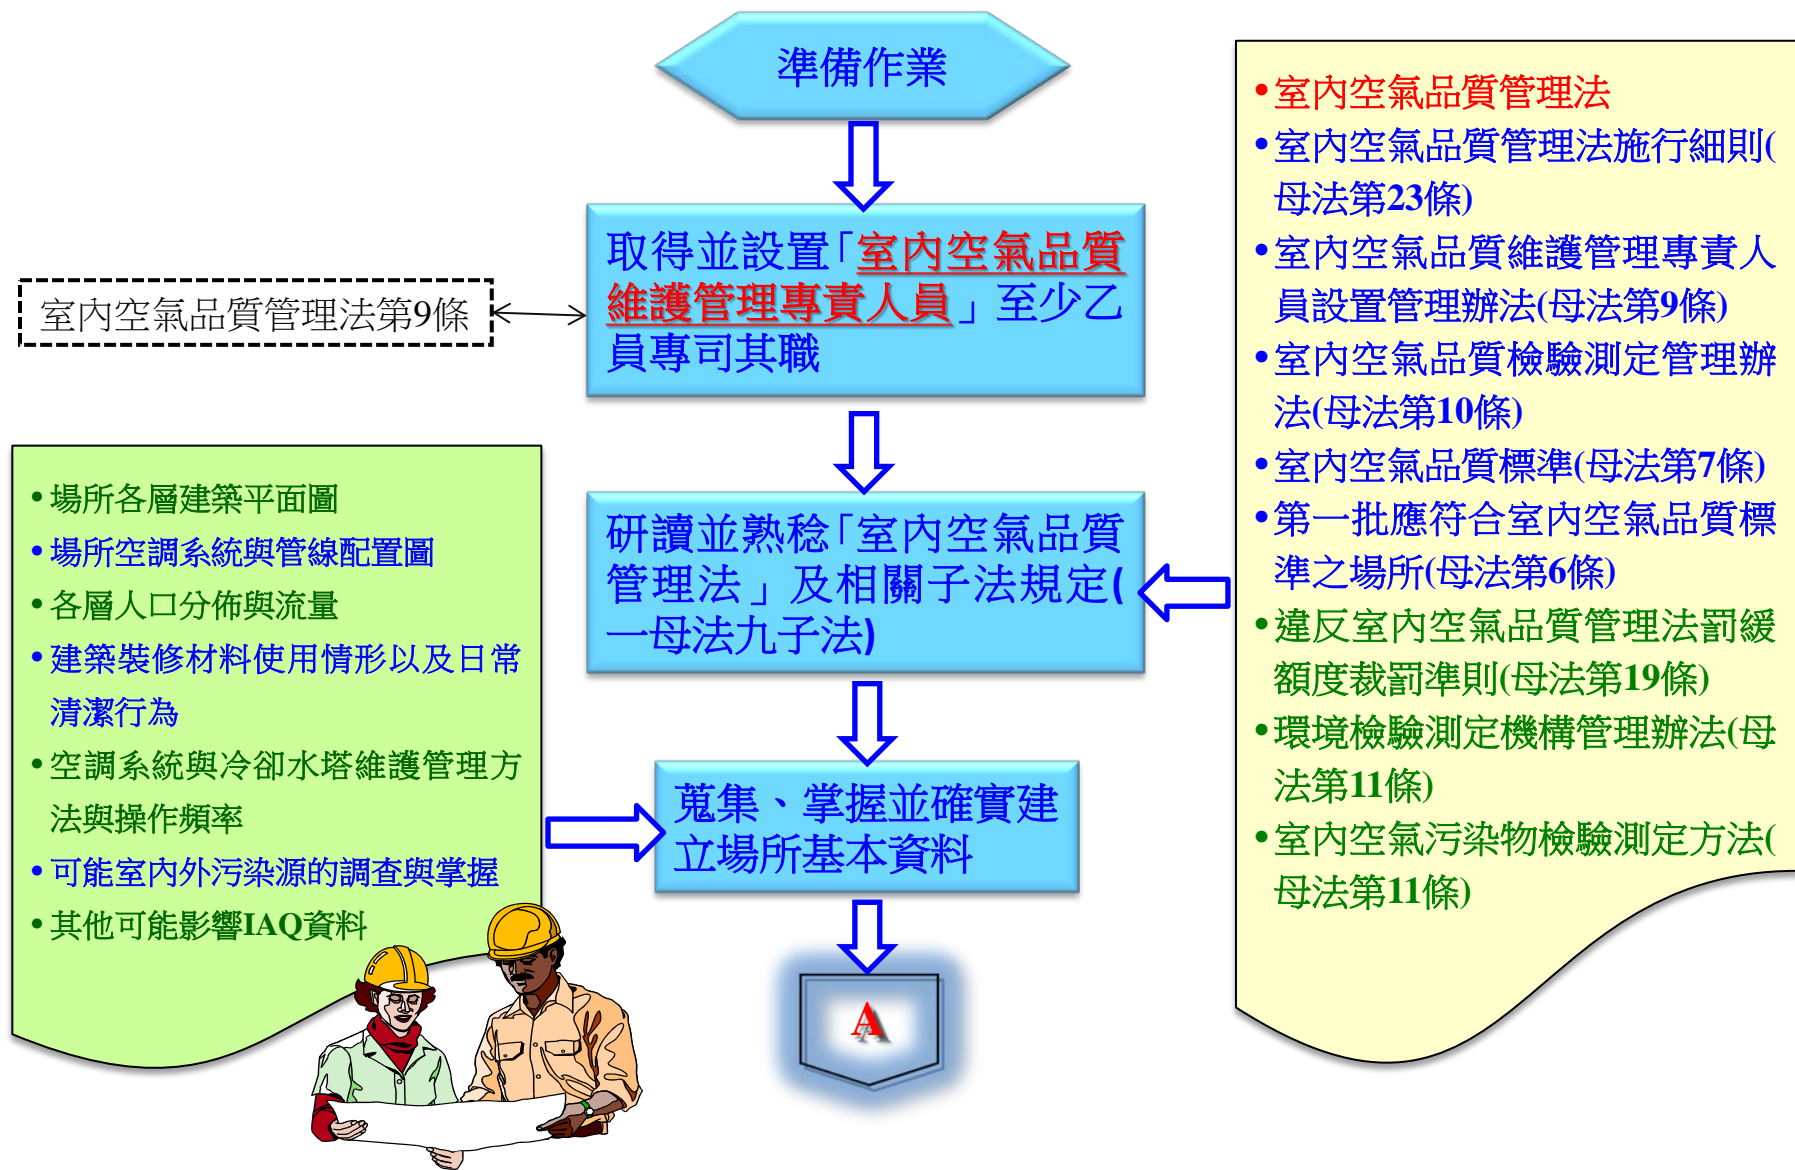 準備作業
取得並設置「室內空氣品質
維護管理專責人員」至少乙
員專司其職
室內空氣品質管理法第9條
研讀並熟稔「室內空氣品質
管理法」及相關子法規定(
一母法九子法)
蒐集、掌握並確實建
立場所基本資料
A
•場所各層建築平面圖
•場所空調系統與管線配置圖
•各層人口分佈與流量
•建築裝修材料使用情形以及日常
清潔行為
•空調系統與冷卻水塔維護管理方
法與操作頻率
•可能室內外污染源的調查與掌握
•其他可能影響IAQ資料
•室內空氣品質管理法
•室內空氣品質管理法施行細則(
母法第23條)
•室內空氣品質維護管理專責人
員設置管理辦法(母法第9條)
•室內空氣品質檢驗測定管理辦
法(母法第10條)
•室內空氣品質標準(母法第7條)
•第一批應符合室內空氣品質標
準之場所(母法第6條)
•違反室內空氣品質管理法罰緩
額度裁罰準則(母法第19條)
•環境檢驗測定機構管理辦法(母
法第11條)
•室內空氣污染物檢驗測定方法(
母法第11條)